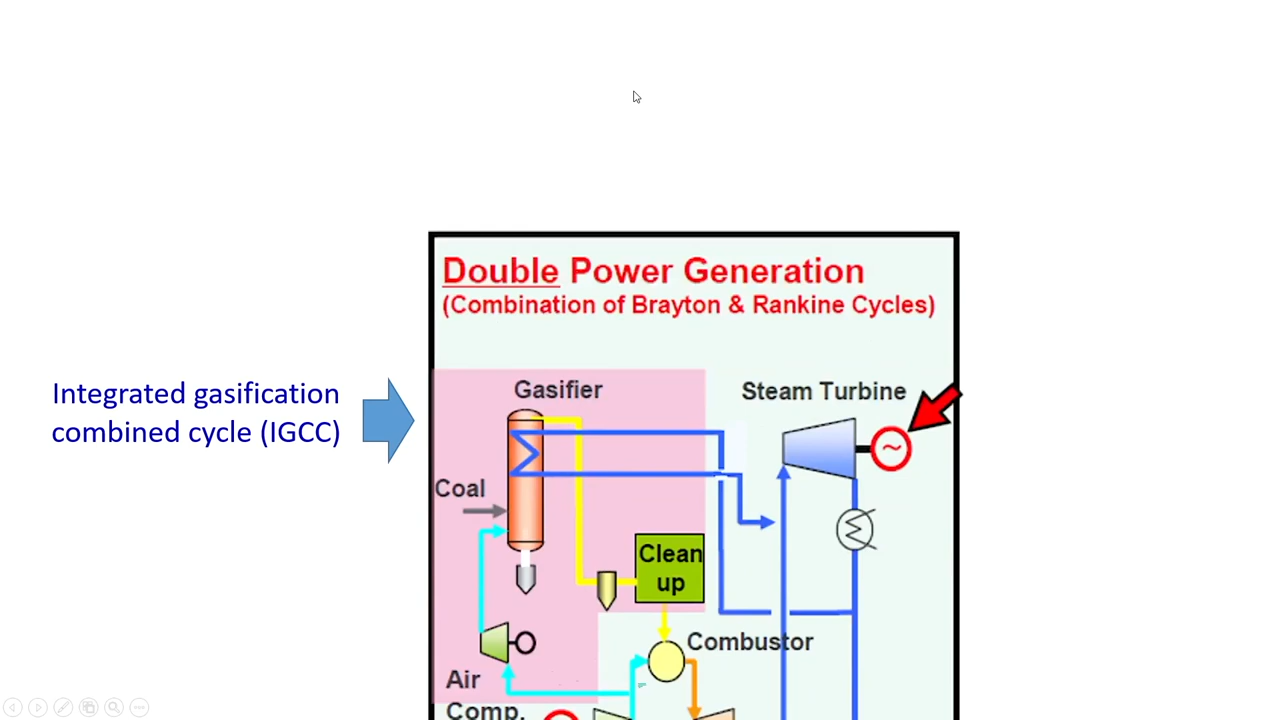 Double Power Generation
(Combination of Brayton & Rankine Cycles)
Integrated gasification
combined cycle (IGCC)
Gasifier
Steam Turbine
Coal
Clean
up
Combustor
Air
Comp.